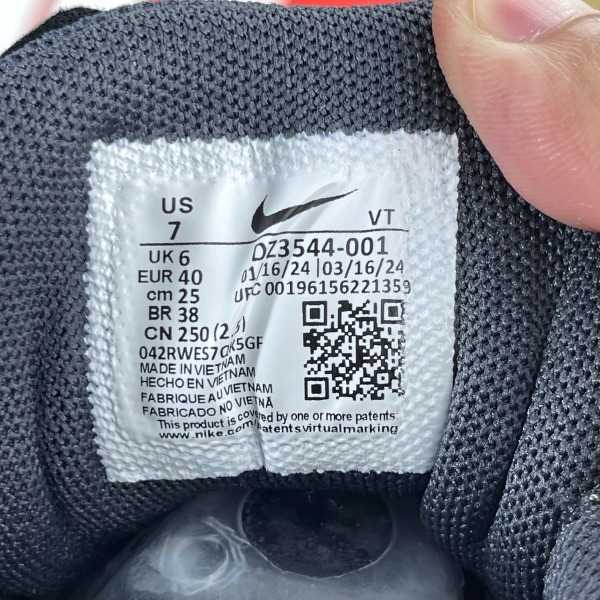 US
7
VT
UK 6
EUR 40
cm 25
BR 38
CN 250
DZ3544-001
01/16/24 | 03/16/24
UPC 00196156221359
MADE IN VIETNAM
HECHO EN VIETNAM
FABRIQUE AU VIETNAM
FABRICADO NO VIETNÃ
This product is covered by one or more patents:
www.nike.com/patentsvirtualmarking